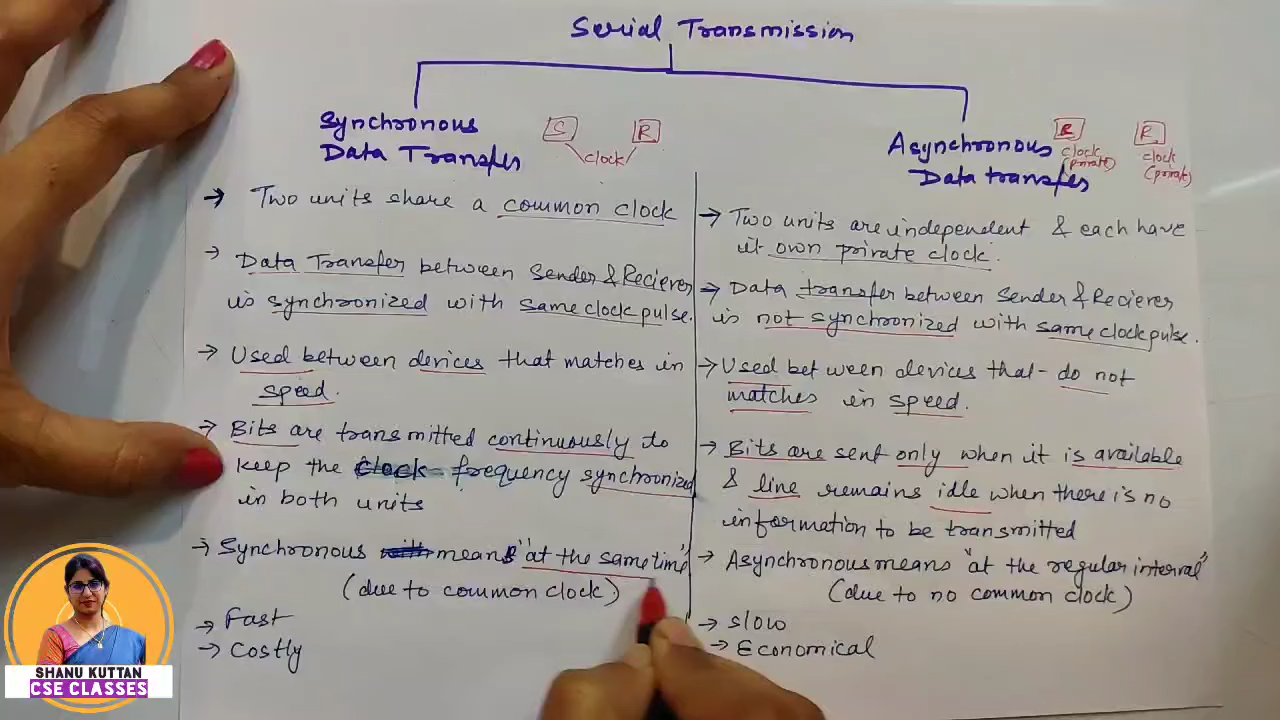 Serial Transmission
Synchronous
Data Transfer
S R
clock
Asynchronous
Data transfer
R R
clock
(private)
clock
(private)
→ Two units share a common clock
→ Data Transfer between Sender & Reciever
is synchronized with same clock pulse.
→ Used between devices that matches in
speed.
→ Bits are transmitted continuously to
keep the clock frequency synchronized
in both units
→ Synchronous means "at the same time"
(due to common clock)
→ Fast
→ Costly
→ Two units are independent & each have
it own private clock.
→ Data transfer between Sender & Reciever
is not synchronized with same clock pulse.
→ Used between devices that do not
matches in speed.
→ Bits are sent only when it is available
& line remains idle when there is no
information to be transmitted
→ Asynchronous means "at the regular interval"
(due to no common clock)
→ Slow
→ Economical
SHANU KUTTAN
CSE CLASSES